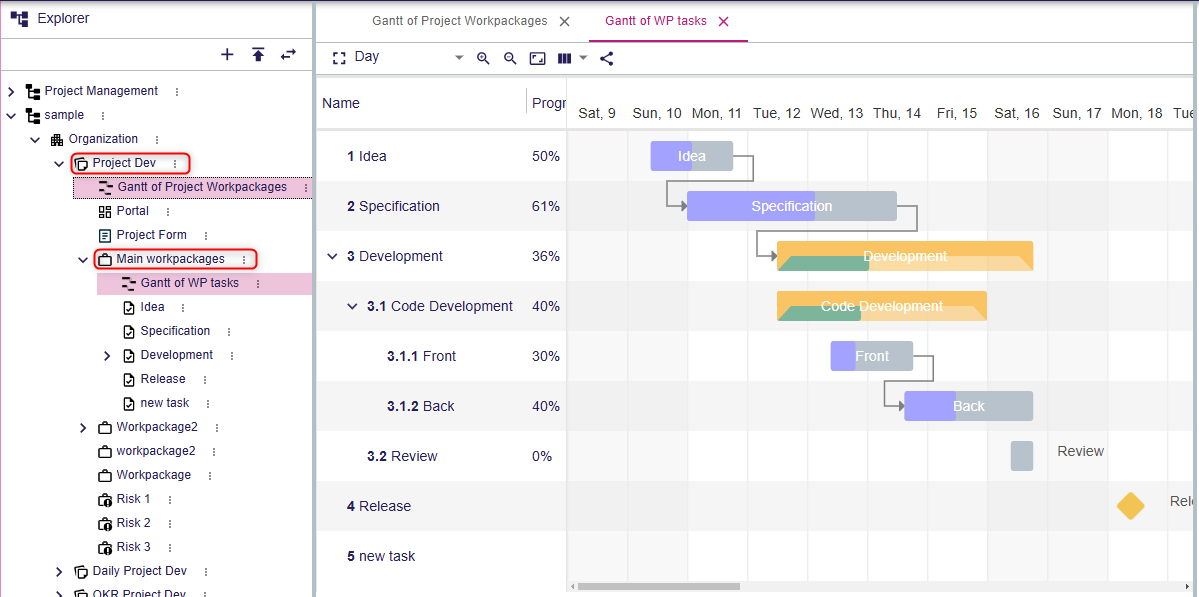 Explorer
Project Management
sample
Organization
Project Dev
Gantt of Project Workpackages
Portal
Project Form
Main workpackages
Gantt of WP tasks
Idea
Specification
Development
Release
new task
Workpackage2
workpackage2
Workpackage
Risk 1
Risk 2
Risk 3
Daily Project Dev
OKR Project Dev
Gantt of Project Workpackages
Gantt of WP tasks
Day
Name Progr Sat, 9 Sun, 10 Mon, 11 Tue, 12 Wed, 13 Thu, 14 Fri, 15 Sat, 16 Sun, 17 Mon, 18 Tue
1 Idea 50% Idea
2 Specification 61% Specification
3 Development 36% Development
3.1 Code Development 40% Code Development
3.1.1 Front 30% Front
3.1.2 Back 40% Back
3.2 Review 0% Review
4 Release Rele
5 new task